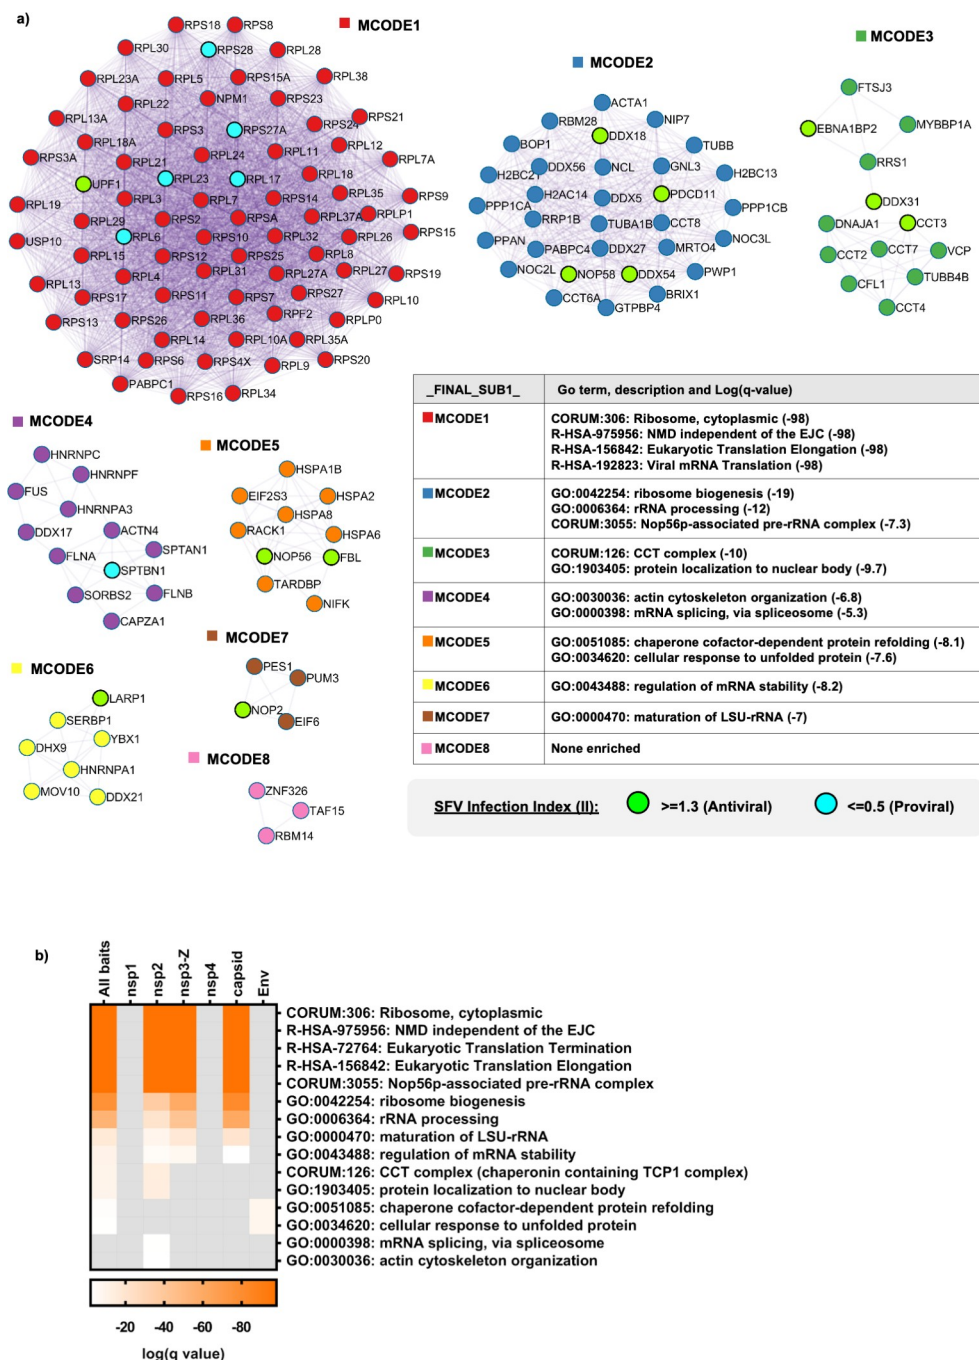 a)
MCODE1
RPS18
RPS8
RPL30
RPS28
RPL28
RPL23A
RPL5
RPS15A
RPL38
RPL22
NPM1
RPS23
RPL13A
RPS3
RPS27A
RPS24
RPS21
RPL18A
RPL12
RPS3A
RPL21
RPL24
RPL11
RPL7A
UPF1
RPL23
RPL17
RPL18
RPL19
RPL3
RPL7
RPS14
RPL35
RPS9
RPL29
RPS2
RPSA
RPL37A
RPLP1
USP10
RPL6
RPS10
RPL32
RPL26
RPS15
RPL15
RPS12
RPS25
RPL8
RPL13
RPL4
RPL31
RPL27A
RPL27
RPS19
RPS17
RPS11
RPS7
RPS27
RPL10
RPS13
RPS26
RPL36
RPF2
RPLP0
RPL14
RPL10A
RPL35A
SRP14
RPS6
RPS4X
RPL9
RPS20
PABPC1
RPS16
RPL34
MCODE2
ACTA1
RBM28
NIP7
DDX18
BOP1
TUBB
DDX56
NCL
GNL3
H2BC21
H2BC13
H2AC14
DDX5
PDCD11
PPP1CA
PPP1CB
RRP1B
TUBA1B
CCT8
PPAN
NOC3L
PABPC4
DDX27
MRTO4
NOC2L
NOP58
DDX54
PWP1
CCT6A
BRIX1
GTPBP4
MCODE3
FTSJ3
EBNA1BP2
MYBBP1A
RRS1
DDX31
DNAJA1
CCT3
CCT2
CCT7
VCP
CFL1
TUBB4B
CCT4
MCODE4
HNRNPC
HNRNPF
FUS
HNRNPA3
DDX17
ACTN4
FLNA
SPTAN1
SPTBN1
SORBS2
FLNB
CAPZA1
MCODE5
HSPA1B
EIF2S3
HSPA2
HSPA8
RACK1
HSPA6
NOP56
FBL
TARDBP
NIFK
MCODE6
LARP1
SERBP1
YBX1
DHX9
HNRNPA1
MOV10
DDX21
MCODE7
PES1
PUM3
NOP2
EIF6
MCODE8
ZNF326
TAF15
RBM14
_FINAL_SUB1_ Go term, description and Log(q-value)
MCODE1 CORUM:306: Ribosome, cytoplasmic (-98)
R-HSA-975956: NMD independent of the EJC (-98)
R-HSA-156842: Eukaryotic Translation Elongation (-98)
R-HSA-192823: Viral mRNA Translation (-98)
MCODE2 GO:0042254: ribosome biogenesis (-19)
GO:0006364: rRNA processing (-12)
CORUM:3055: Nop56p-associated pre-rRNA complex (-7.3)
MCODE3 CORUM:126: CCT complex (-10)
GO:1903405: protein localization to nuclear body (-9.7)
MCODE4 GO:0030036: actin cytoskeleton organization (-6.8)
GO:0000398: mRNA splicing, via spliceosome (-5.3)
MCODE5 GO:0051085: chaperone cofactor-dependent protein refolding (-8.1)
GO:0034620: cellular response to unfolded protein (-7.6)
MCODE6 GO:0043488: regulation of mRNA stability (-8.2)
MCODE7 GO:0000470: maturation of LSU-rRNA (-7)
MCODE8 None enriched
SFV Infection Index (II): >=1.3 (Antiviral) <=0.5 (Proviral)
b)
All baits nsp1 nsp2 nsp3-Z nsp4 capsid Env
CORUM:306: Ribosome, cytoplasmic
R-HSA-975956: NMD independent of the EJC
R-HSA-72764: Eukaryotic Translation Termination
R-HSA-156842: Eukaryotic Translation Elongation
CORUM:3055: Nop56p-associated pre-rRNA complex
GO:0042254: ribosome biogenesis
GO:0006364: rRNA processing
GO:0000470: maturation of LSU-rRNA
GO:0043488: regulation of mRNA stability
CORUM:126: CCT complex (chaperonin containing TCP1 complex)
GO:1903405: protein localization to nuclear body
GO:0051085: chaperone cofactor-dependent protein refolding
GO:0034620: cellular response to unfolded protein
GO:0000398: mRNA splicing, via spliceosome
GO:0030036: actin cytoskeleton organization
-20 -40 -60 -80
log(q value)